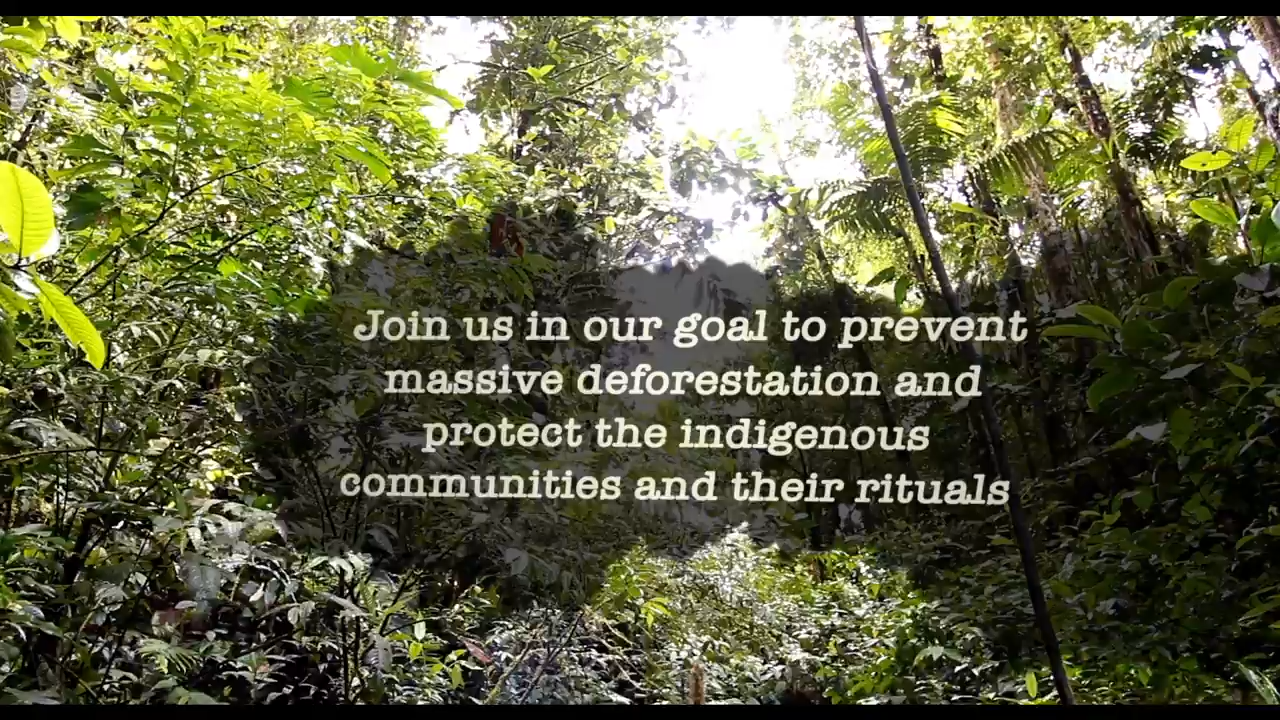 Join us in our goal to prevent
massive deforestation and
protect the indigenous
communities and their rituals